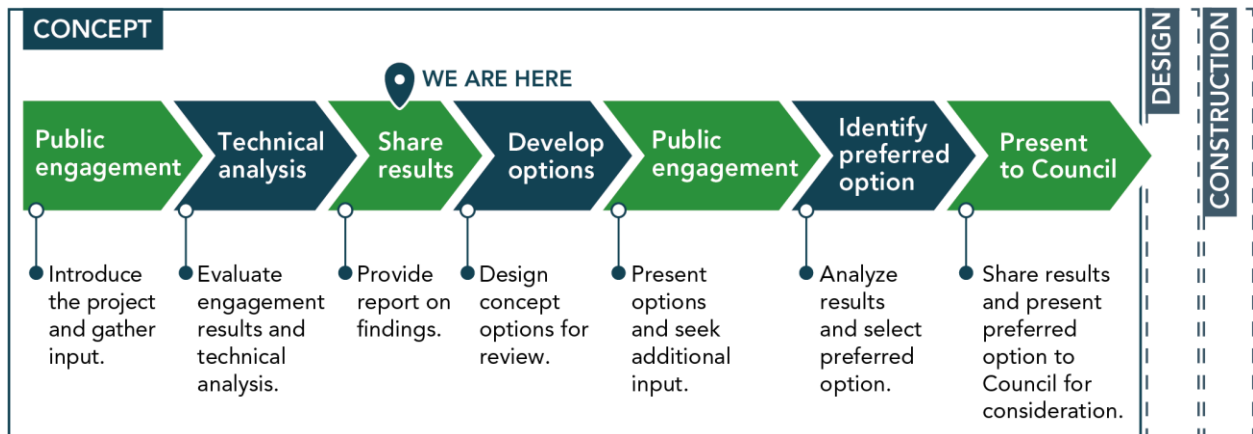 CONCEPT
WE ARE HERE
Public
engagement
Technical
analysis
Share
results
Develop
options
Public
engagement
Identify
preferred
option
Present
to Council
Introduce
the project
and gather
input.
Evaluate
engagement
results and
technical
analysis.
Provide
report on
findings.
Design
concept
options for
review.
Present
options
and seek
additional
input.
Analyze
results
and select
preferred
option.
Share results
and present
preferred
option to
Council for
consideration.
DESIGN
CONSTRUCTION